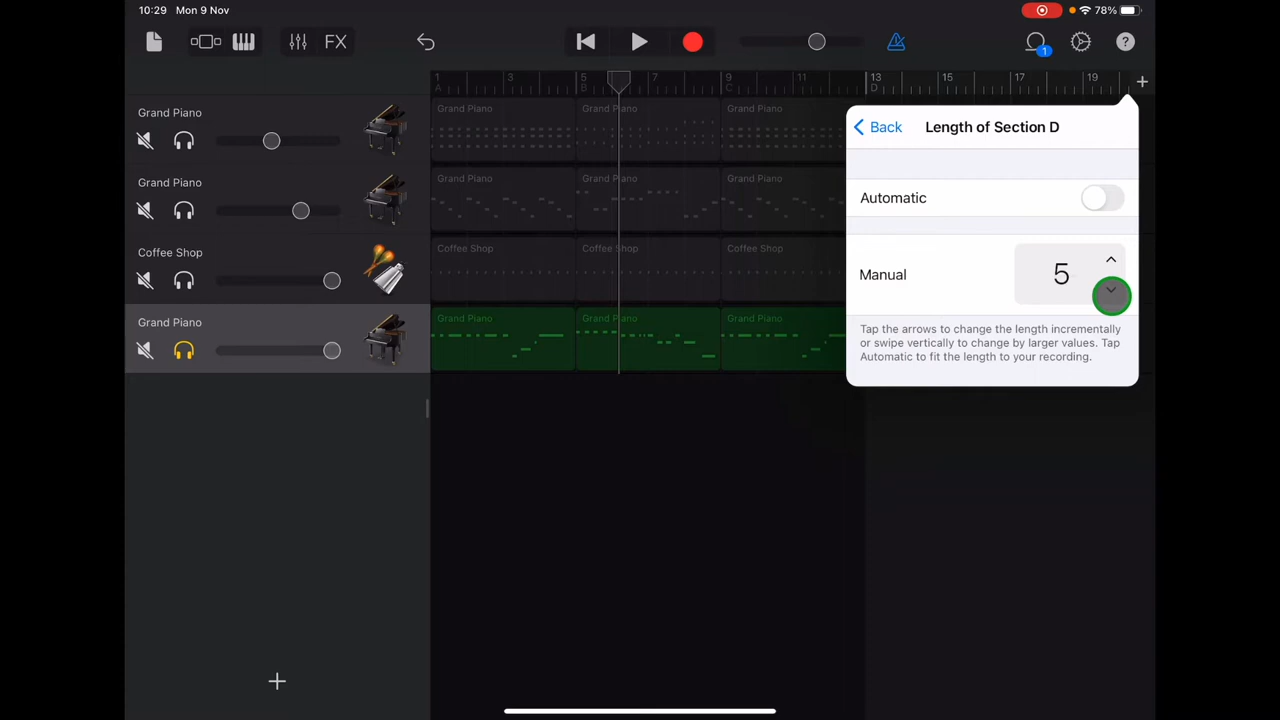 10:29 Mon 9 Nov
78%
FX
1
?
1 3 5 7 9 11 13 15 17 19
A B C D
Grand Piano
Grand Piano Grand Piano Grand Piano
Grand Piano
Grand Piano Grand Piano Grand Piano
Coffee Shop
Coffee Shop Coffee Shop Coffee Shop
Grand Piano
Grand Piano Grand Piano Grand Piano
Back Length of Section D
Automatic
Manual 5
Tap the arrows to change the length incrementally
or swipe vertically to change by larger values. Tap
Automatic to fit the length to your recording.